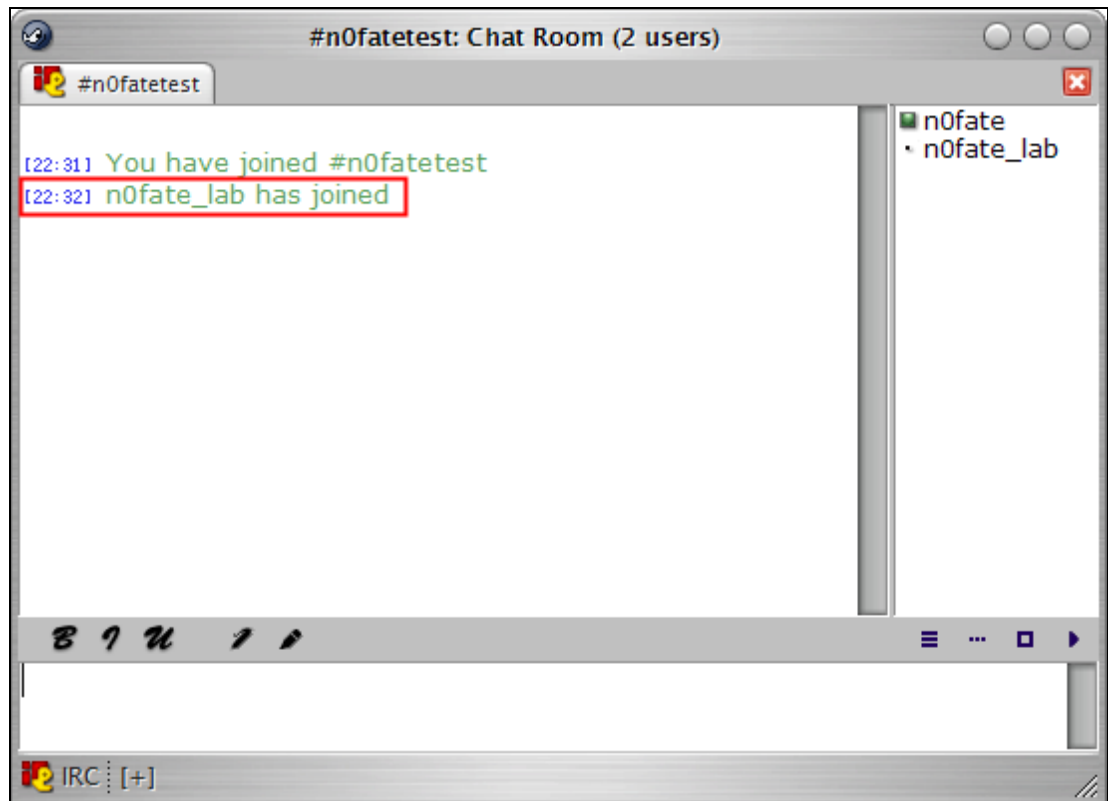 #n0fatetest: Chat Room (2 users)
#n0fatetest
[22:31] You have joined #n0fatetest
[22:32] n0fate_lab has joined
n0fate
n0fate_lab
B I U
IRC [+]